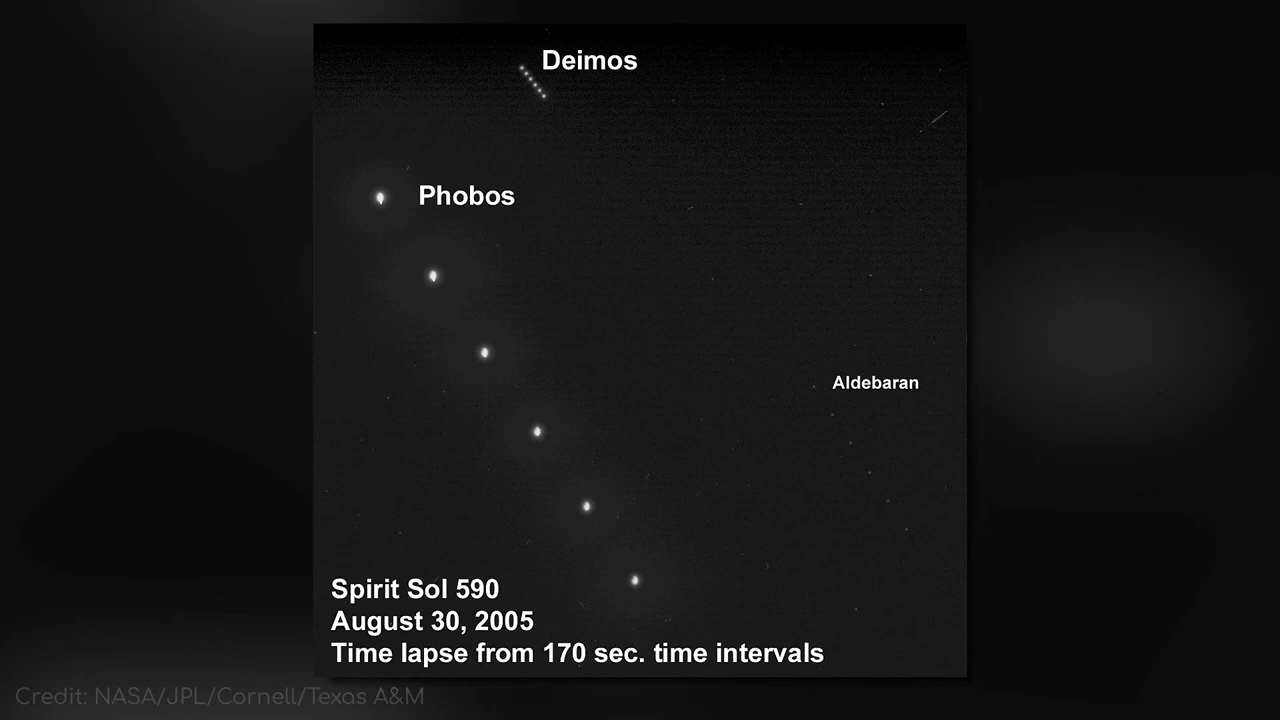 Deimos
Phobos
Aldebaran
Spirit Sol 590
August 30, 2005
Time lapse from 170 sec. time intervals
Credit: NASA/JPL/Cornell/Texas A&M